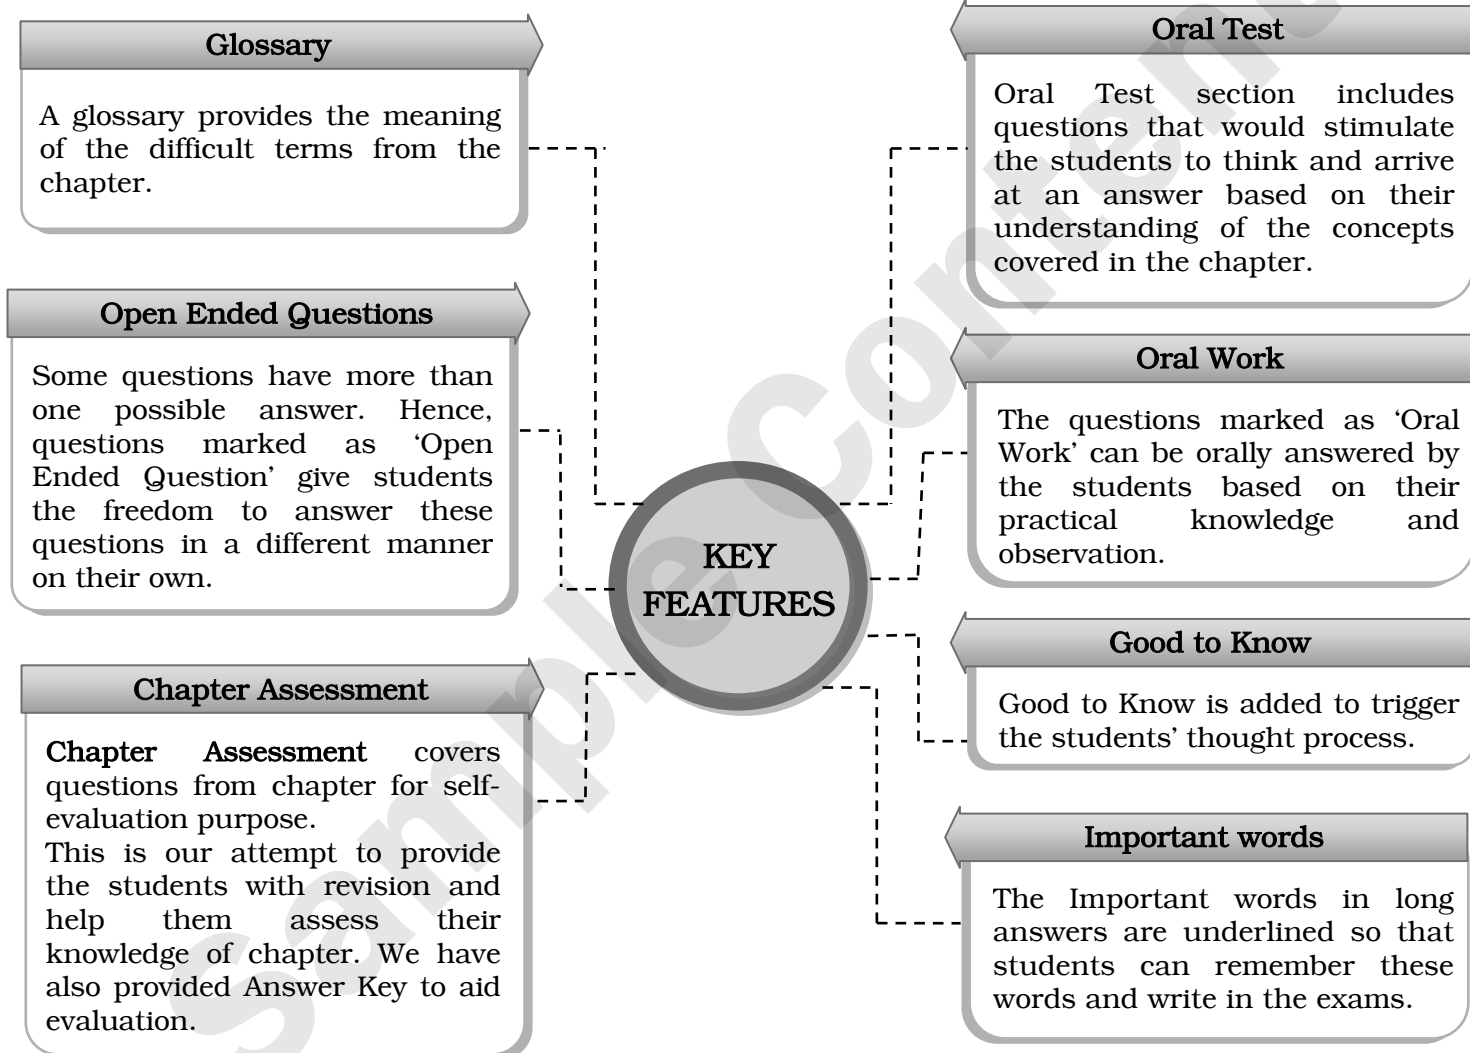 Glossary
A glossary provides the meaning
of the difficult terms from the
chapter.
Open Ended Questions
Some questions have more than
one possible answer. Hence,
questions marked as ‘Open
Ended Question’ give students
the freedom to answer these
questions in a different manner
on their own.
Chapter Assessment
Chapter Assessment covers
questions from chapter for self-
evaluation purpose.
This is our attempt to provide
the students with revision and
help them assess their
knowledge of chapter. We have
also provided Answer Key to aid
evaluation.
KEY
FEATURES
Oral Test
Oral Test section includes
questions that would stimulate
the students to think and arrive
at an answer based on their
understanding of the concepts
covered in the chapter.
Oral Work
The questions marked as ‘Oral
Work’ can be orally answered by
the students based on their
practical knowledge and
observation.
Good to Know
Good to Know is added to trigger
the students’ thought process.
Important words
The Important words in long
answers are underlined so that
students can remember these
words and write in the exams.
Sample Content